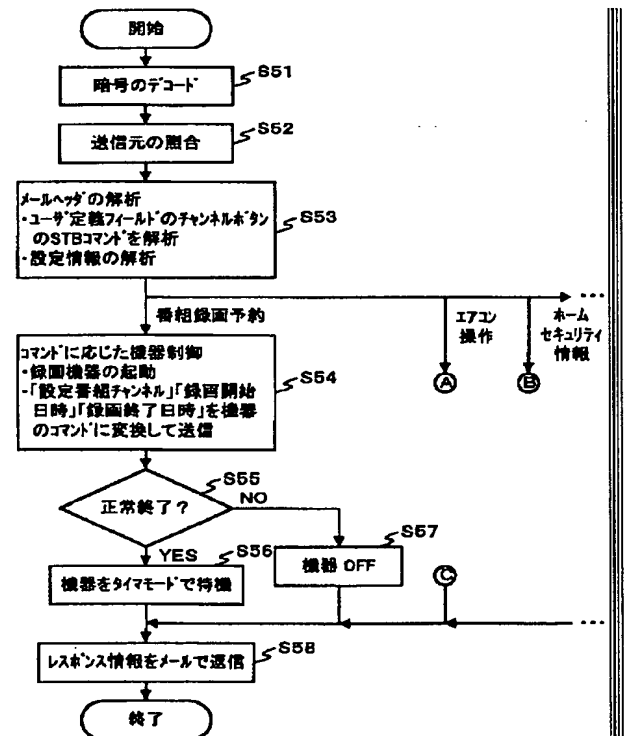 開始
暗号のデコード
S51
送信元の照合
S52
メールヘッダの解析
・ユーザ定義フィールドのチャンネルボタン
のSTBコマンドを解析
・設定情報の解析
S53
番組録画予約
エアコン
操作
ホーム
セキュリティ
情報
A
B
コマンドに応じた機器制御
・録画機器の起動
・「設定番組チャンネル」「録画開始
日時」「録画終了日時」を機器
のコマンドに変換して送信
S54
正常終了？
S55
NO
YES
機器をタイマモードで待機
S56
機器 OFF
S57
C
レスポンス情報をメールで返信
S58
終了